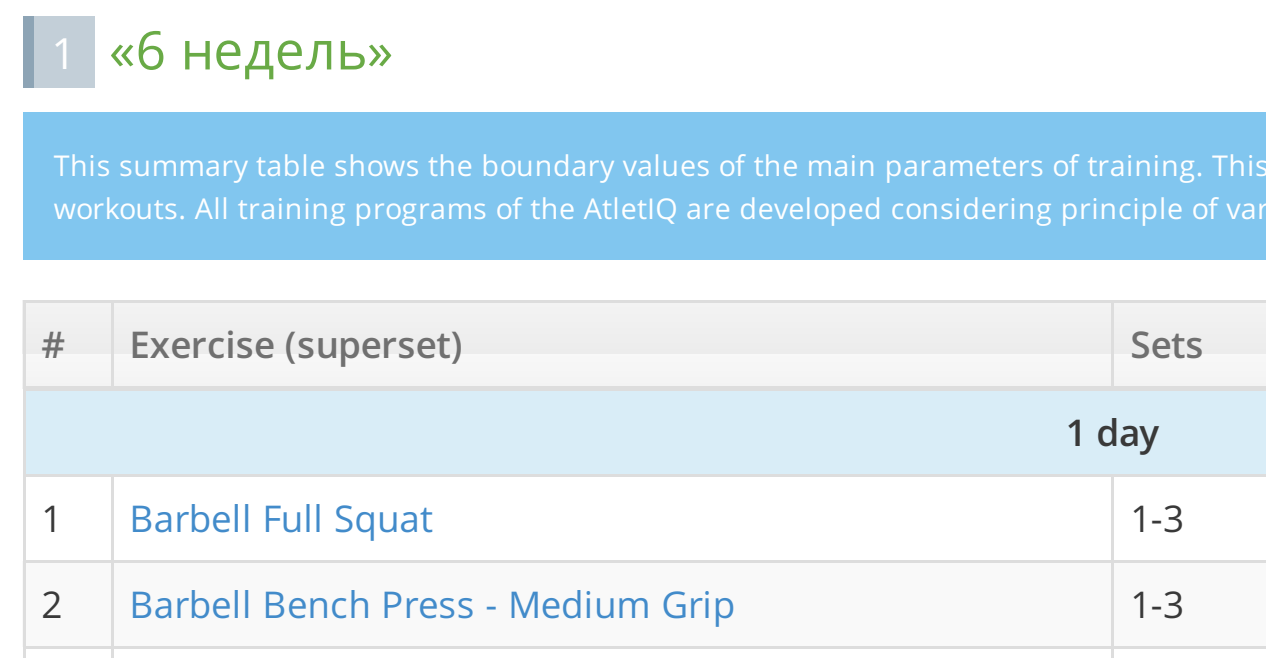 1 «6 недель»
This summary table shows the boundary values of the main parameters of training. This
workouts. All training programs of the AtletIQ are developed considering principle of var
# Exercise (superset) Sets
1 day
1 Barbell Full Squat 1-3
2 Barbell Bench Press - Medium Grip 1-3